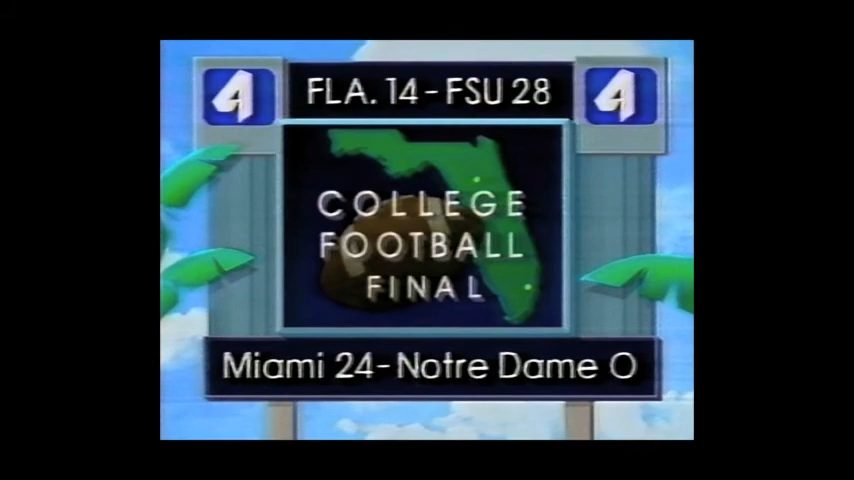 4 FLA. 14 - FSU 28 4
COLLEGE
FOOTBALL
FINAL
Miami 24 - Notre Dame 0